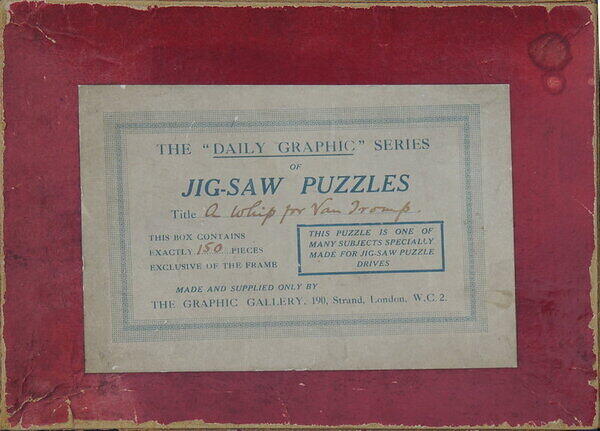 THE "DAILY GRAPHIC" SERIES
OF
JIG-SAW PUZZLES
Title A Whip for Van Tromp.
THIS BOX CONTAINS
EXACTLY 150 PIECES
EXCLUSIVE OF THE FRAME
THIS PUZZLE IS ONE OF
MANY SUBJECTS SPECIALLY
MADE FOR JIG-SAW PUZZLE
DRIVES
MADE AND SUPPLIED ONLY BY
THE GRAPHIC GALLERY, 190, Strand, London, W.C. 2.